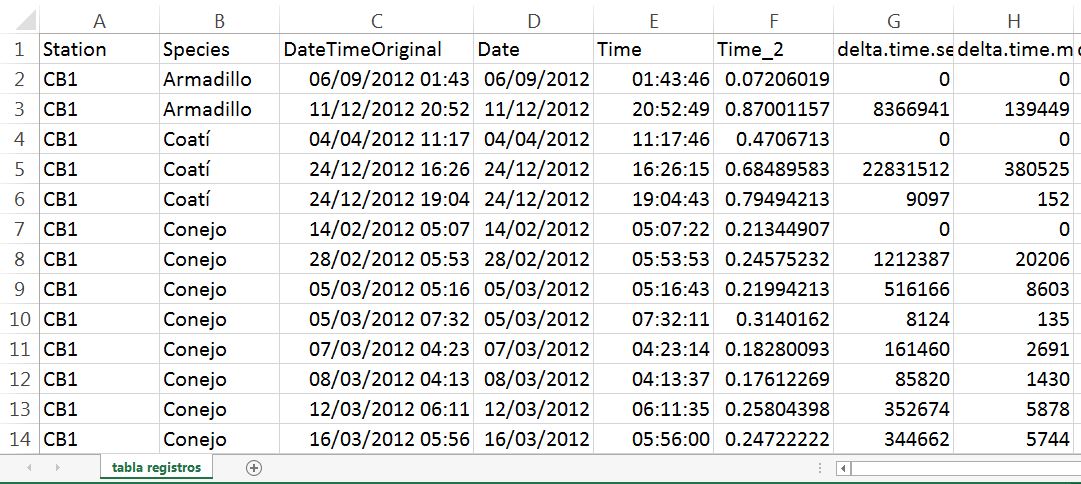 A B C D E F G H
1 Station Species DateTimeOriginal Date Time Time_2 delta.time.se delta.time.m
2 CB1 Armadillo 06/09/2012 01:43 06/09/2012 01:43:46 0.07206019 0 0
3 CB1 Armadillo 11/12/2012 20:52 11/12/2012 20:52:49 0.87001157 8366941 139449
4 CB1 Coatí 04/04/2012 11:17 04/04/2012 11:17:46 0.4706713 0 0
5 CB1 Coatí 24/12/2012 16:26 24/12/2012 16:26:15 0.68489583 22831512 380525
6 CB1 Coatí 24/12/2012 19:04 24/12/2012 19:04:43 0.79494213 9097 152
7 CB1 Conejo 14/02/2012 05:07 14/02/2012 05:07:22 0.21344907 0 0
8 CB1 Conejo 28/02/2012 05:53 28/02/2012 05:53:53 0.24575232 1212387 20206
9 CB1 Conejo 05/03/2012 05:16 05/03/2012 05:16:43 0.21994213 516166 8603
10 CB1 Conejo 05/03/2012 07:32 05/03/2012 07:32:11 0.3140162 8124 135
11 CB1 Conejo 07/03/2012 04:23 07/03/2012 04:23:14 0.18280093 161460 2691
12 CB1 Conejo 08/03/2012 04:13 08/03/2012 04:13:37 0.17612269 85820 1430
13 CB1 Conejo 12/03/2012 06:11 12/03/2012 06:11:35 0.25804398 352674 5878
14 CB1 Conejo 16/03/2012 05:56 16/03/2012 05:56:00 0.24722222 344662 5744
tabla registros